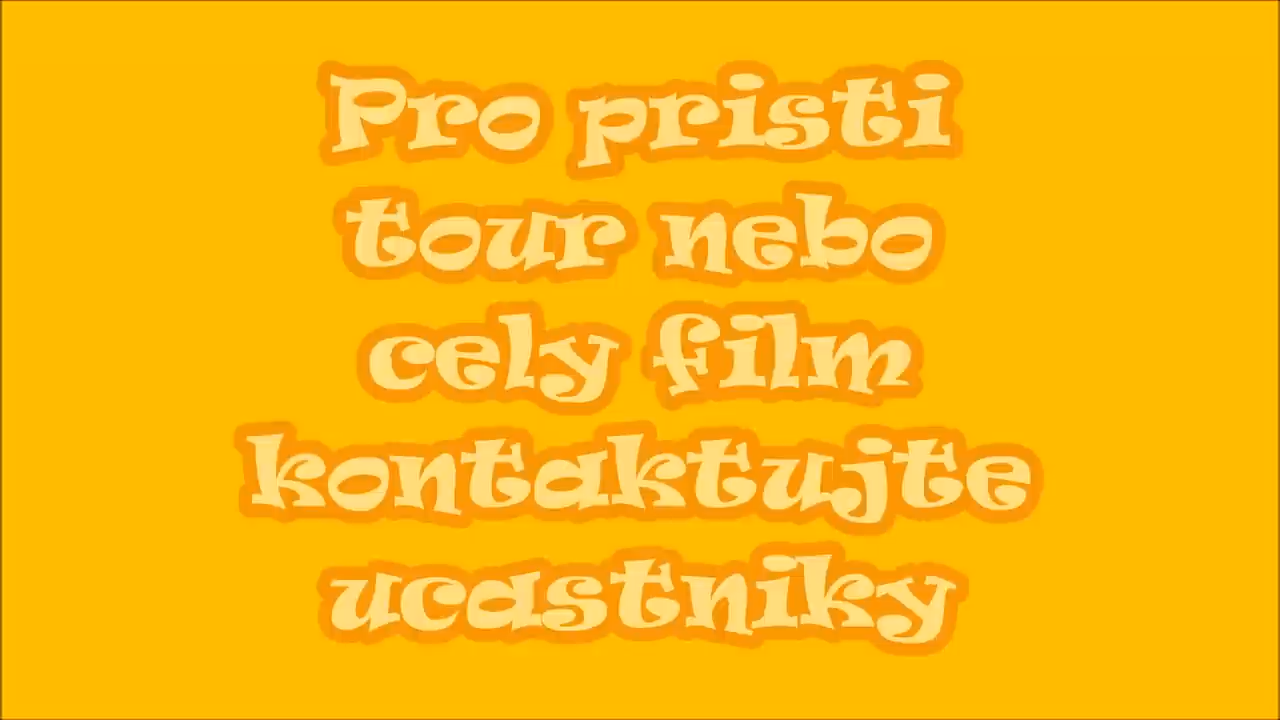 Pro pristi
tour nebo
cely film
kontaktujte
ucastniky